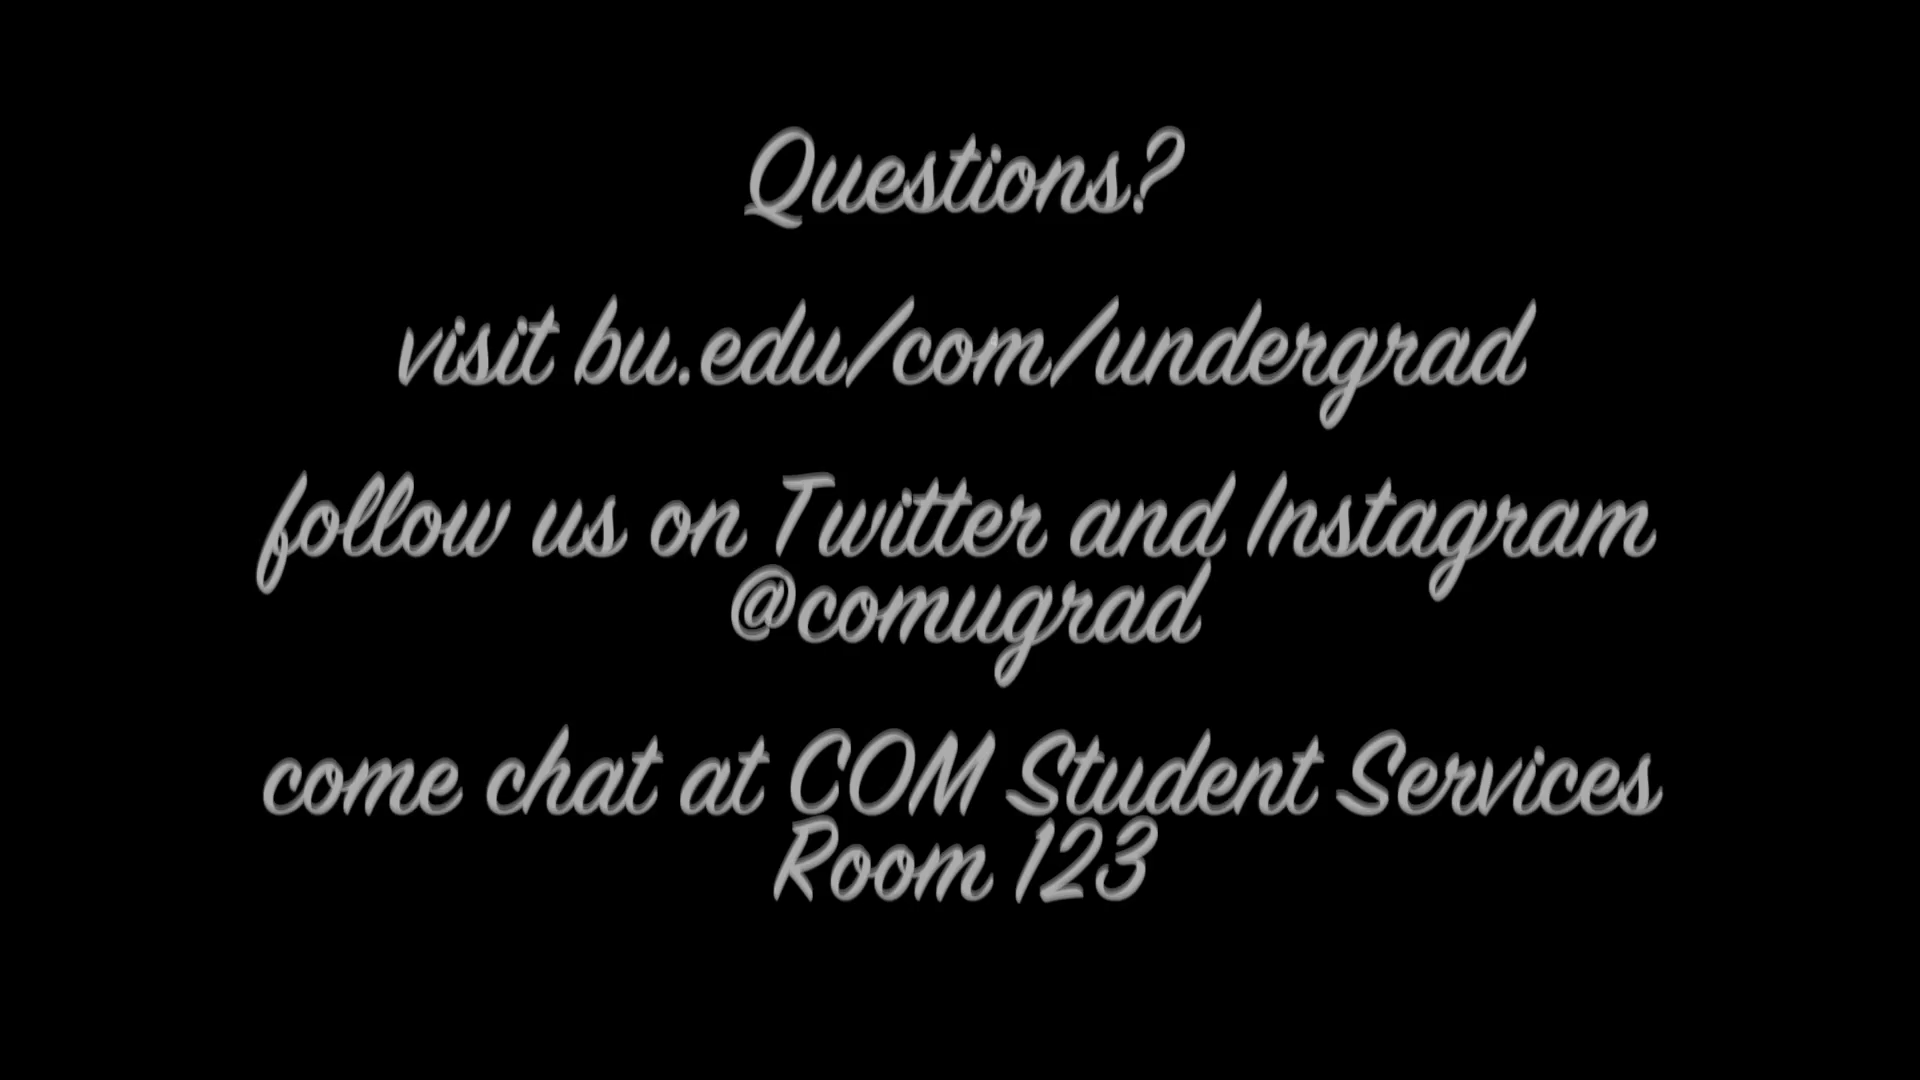 Questions?
visit bu.edu/com/undergrad
follow us on Twitter and Instagram
@comugrad
come chat at COM Student Services
Room 123